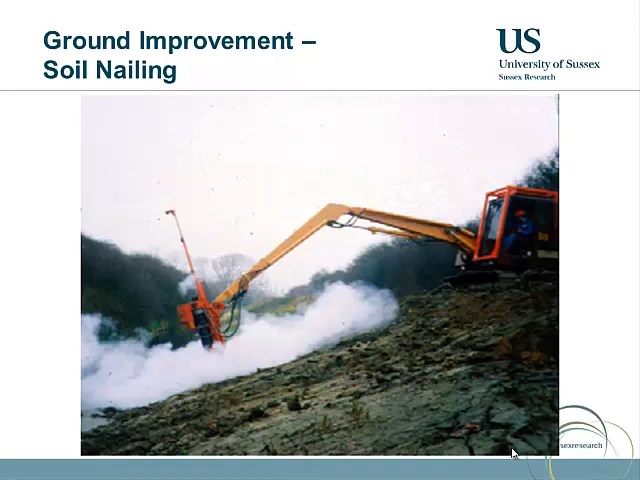 Ground Improvement –
Soil Nailing
US
University of Sussex
Sussex Research
sexresearch